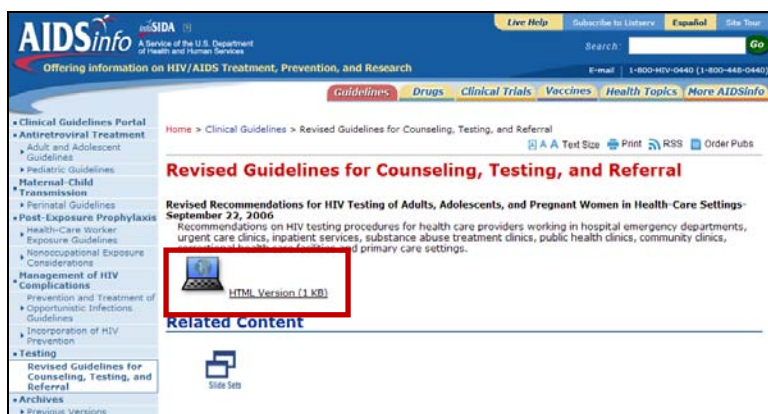 AIDSinfo
infoSIDA
A Service of the U.S. Department
of Health and Human Services
Offering information on HIV/AIDS Treatment, Prevention, and Research
Live Help
Subscribe to Listserv
Español
Site Tour
Search:
Go
E-mail | 1-800-HIV-0440 (1-800-448-0440)
Guidelines
Drugs
Clinical Trials
Vaccines
Health Topics
More AIDSinfo
Clinical Guidelines Portal
Antiretroviral Treatment
Adult and Adolescent
Guidelines
Pediatric Guidelines
Maternal-Child
Transmission
Perinatal Guidelines
Post-Exposure Prophylaxis
Health-Care Worker
Exposure Guidelines
Nonoccupational Exposure
Considerations
Management of HIV
Complications
Prevention and Treatment of
Opportunistic Infections
Guidelines
Incorporation of HIV
Prevention
Testing
Revised Guidelines for
Counseling, Testing, and
Referral
Archives
Previous Versions
Home > Clinical Guidelines > Revised Guidelines for Counseling, Testing, and Referral
A A Text Size Print RSS Order Pubs
Revised Guidelines for Counseling, Testing, and Referral
Revised Recommendations for HIV Testing of Adults, Adolescents, and Pregnant Women in Health-Care Settings-
September 22, 2006
Recommendations on HIV testing procedures for health care providers working in hospital emergency departments,
urgent care clinics, inpatient services, substance abuse treatment clinics, public health clinics, community clinics,
correctional health care facilities and primary care settings.
HTML Version (1 KB)
Related Content
Slide Sets